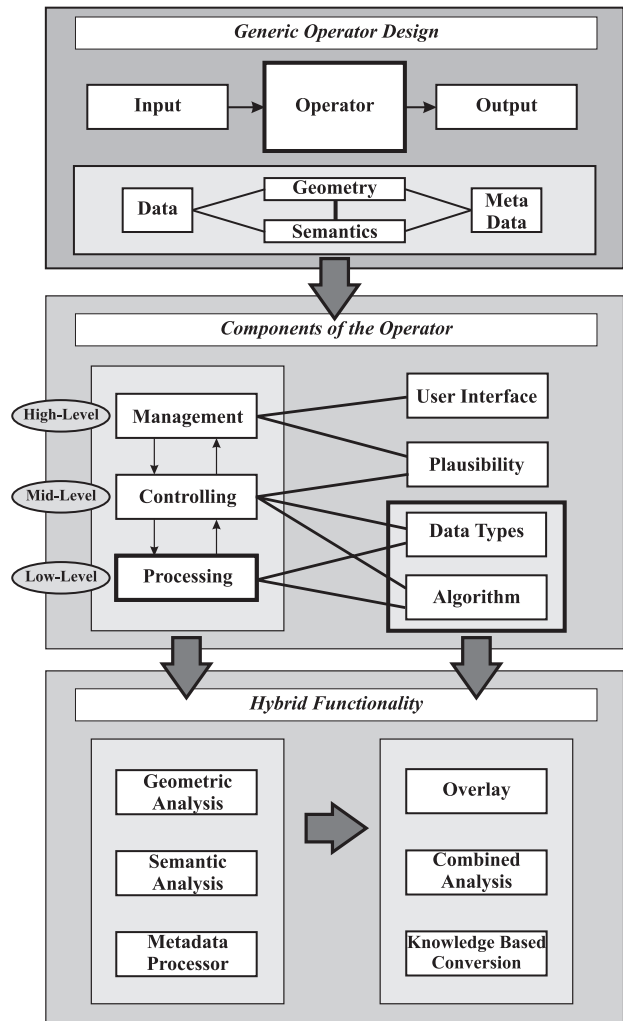 Generic Operator Design
Input
Operator
Output
Data
Geometry
Semantics
Meta
Data
Components of the Operator
High-Level
Management
User Interface
Plausibility
Mid-Level
Controlling
Data Types
Low-Level
Processing
Algorithm
Hybrid Functionality
Geometric
Analysis
Overlay
Semantic
Analysis
Combined
Analysis
Metadata
Processor
Knowledge Based
Conversion